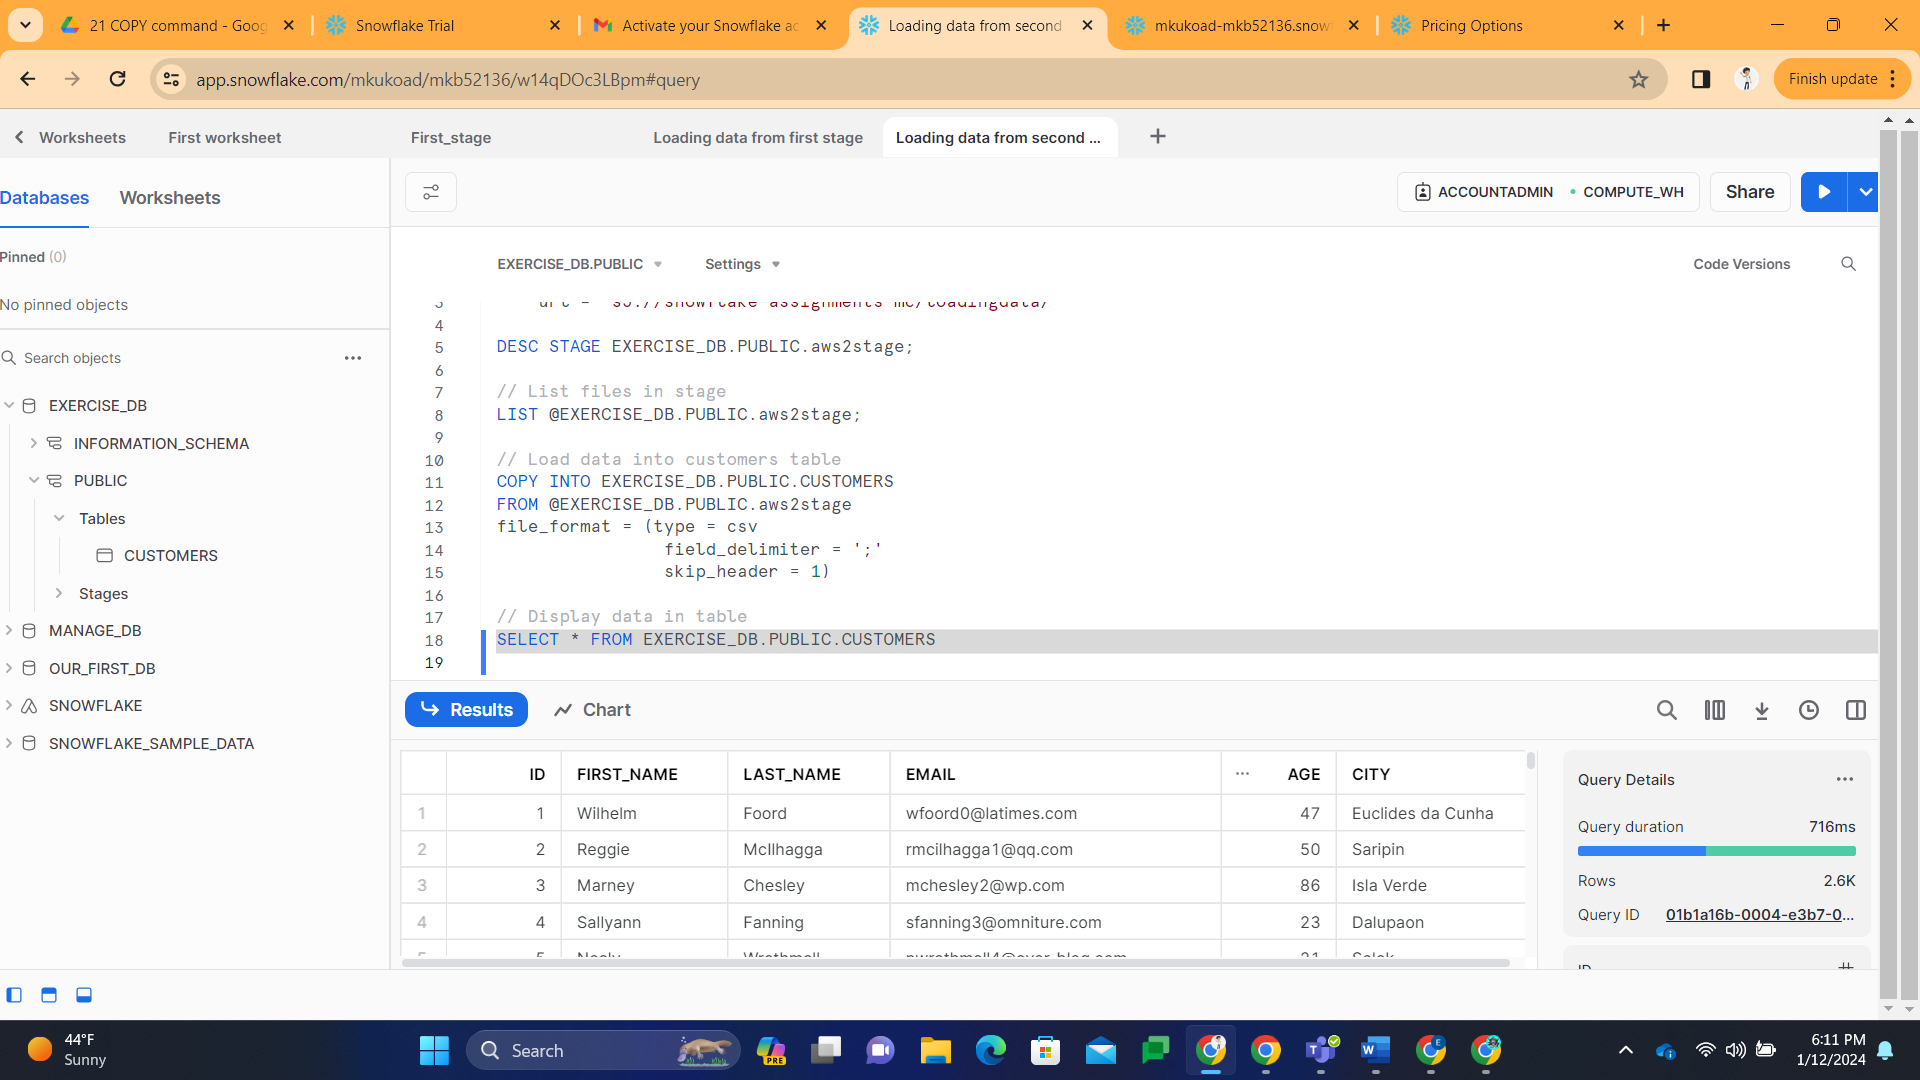 21 COPY command - Goog
Snowflake Trial
Activate your Snowflake ac
Loading data from second
mkukoad-mkb52136.snow
Pricing Options
app.snowflake.com/mkukoad/mkb52136/w14qDOc3LBpm#query
Finish update
Worksheets
First worksheet
First_stage
Loading data from first stage
Loading data from second ...
Databases
Worksheets
ACCOUNTADMIN
COMPUTE_WH
Share
Pinned (0)
No pinned objects
EXERCISE_DB.PUBLIC
Settings
Code Versions
Search objects
EXERCISE_DB
INFORMATION_SCHEMA
PUBLIC
Tables
CUSTOMERS
Stages
MANAGE_DB
OUR_FIRST_DB
SNOWFLAKE
SNOWFLAKE_SAMPLE_DATA
3 url = 's3://snowflake-assignments-mc/loadingdata/
4
5 DESC STAGE EXERCISE_DB.PUBLIC.aws2stage;
6
7 // List files in stage
8 LIST @EXERCISE_DB.PUBLIC.aws2stage;
9
10 // Load data into customers table
11 COPY INTO EXERCISE_DB.PUBLIC.CUSTOMERS
12 FROM @EXERCISE_DB.PUBLIC.aws2stage
13 file_format = (type = csv
14 field_delimiter = ';'
15 skip_header = 1)
16
17 // Display data in table
18 SELECT * FROM EXERCISE_DB.PUBLIC.CUSTOMERS
19
Results
Chart
ID FIRST_NAME LAST_NAME EMAIL ... AGE CITY
1 1 Wilhelm Foord wfoord0@latimes.com 47 Euclides da Cunha
2 2 Reggie McIlhagga rmcilhagga1@qq.com 50 Saripin
3 3 Marney Chesley mchesley2@wp.com 86 Isla Verde
4 4 Sallyann Fanning sfanning3@omniture.com 23 Dalupaon
Query Details
Query duration 716ms
Rows 2.6K
Query ID 01b1a16b-0004-e3b7-0...
44°F
Sunny
Search
PRE
6:11 PM
1/12/2024